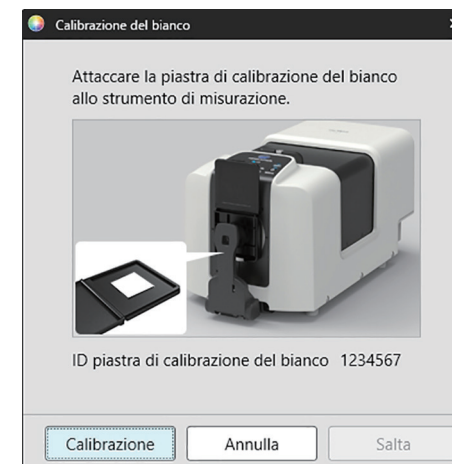 Calibrazione del bianco
Attaccare la piastra di calibrazione del bianco
allo strumento di misurazione.
ID piastra di calibrazione del bianco 1234567
Calibrazione
Annulla
Salta